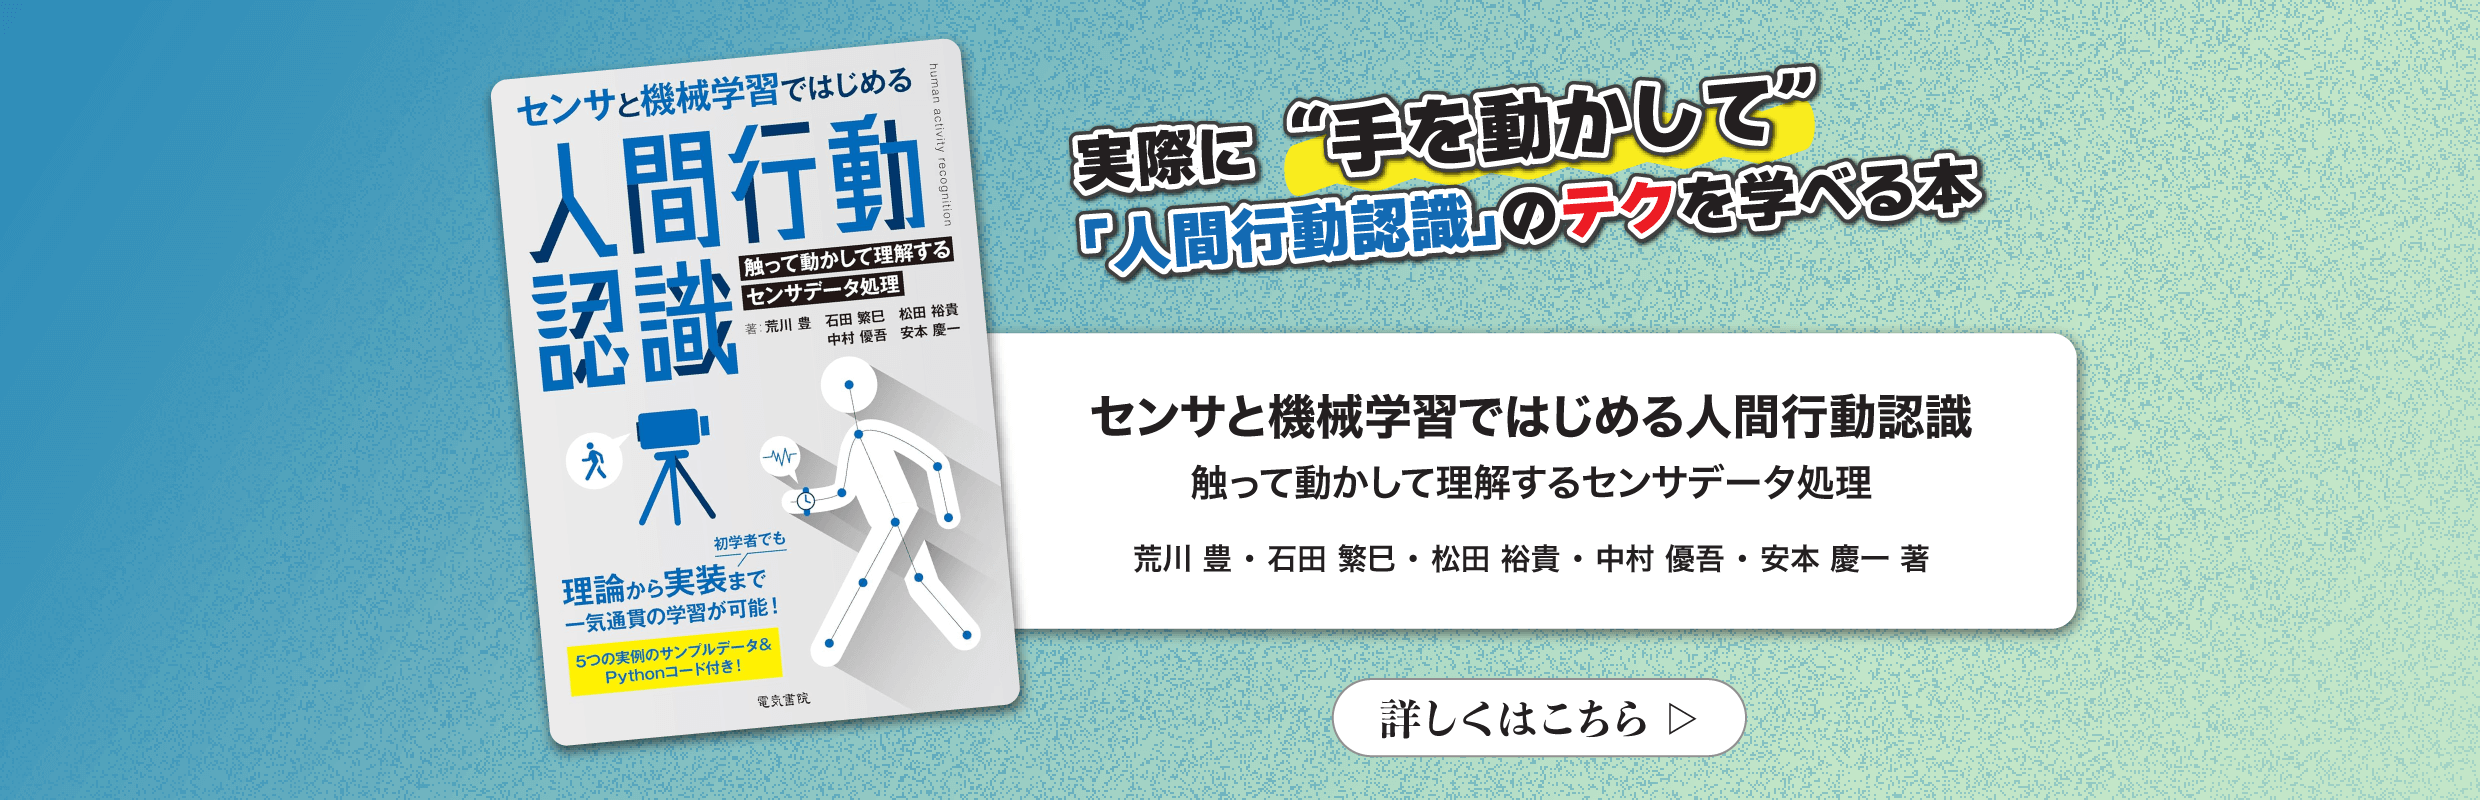 センサと機械学習ではじめる
人間行動
認識
human activity recognition
触って動かして理解する
センサデータ処理
著:荒川 豊 石田 繁巳 松田 裕貴
中村 優吾 安本 慶一
初学者でも
理論から実装まで
一気通貫の学習が可能!
5つの実例のサンプルデータ&
Pythonコード付き!
電気書院
実際に“手を動かして”
「人間行動認識」のテクを学べる本
センサと機械学習ではじめる人間行動認識
触って動かして理解するセンサデータ処理
荒川 豊・石田 繁巳・松田 裕貴・中村 優吾・安本 慶一 著
詳しくはこちら ▷